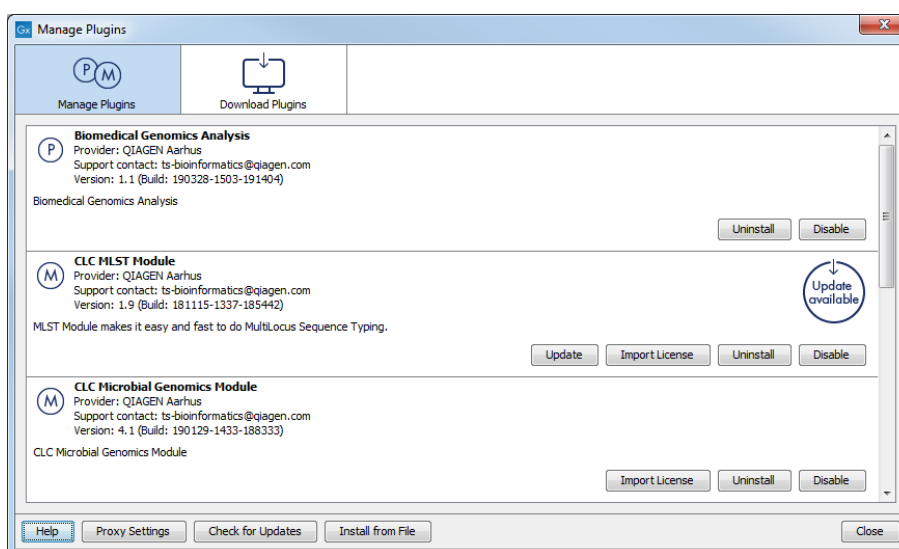 Gx Manage Plugins
P M
Manage Plugins
Download Plugins
P
Biomedical Genomics Analysis
Provider: QIAGEN Aarhus
Support contact: ts-bioinformatics@qiagen.com
Version: 1.1 (Build: 190328-1503-191404)
Biomedical Genomics Analysis
Uninstall Disable
M
CLC MLST Module
Provider: QIAGEN Aarhus
Support contact: ts-bioinformatics@qiagen.com
Version: 1.9 (Build: 181115-1337-185442)
Update
available
MLST Module makes it easy and fast to do MultiLocus Sequence Typing.
Update Import License Uninstall Disable
M
CLC Microbial Genomics Module
Provider: QIAGEN Aarhus
Support contact: ts-bioinformatics@qiagen.com
Version: 4.1 (Build: 190129-1433-188333)
CLC Microbial Genomics Module
Import License Uninstall Disable
Help Proxy Settings Check for Updates Install from File Close